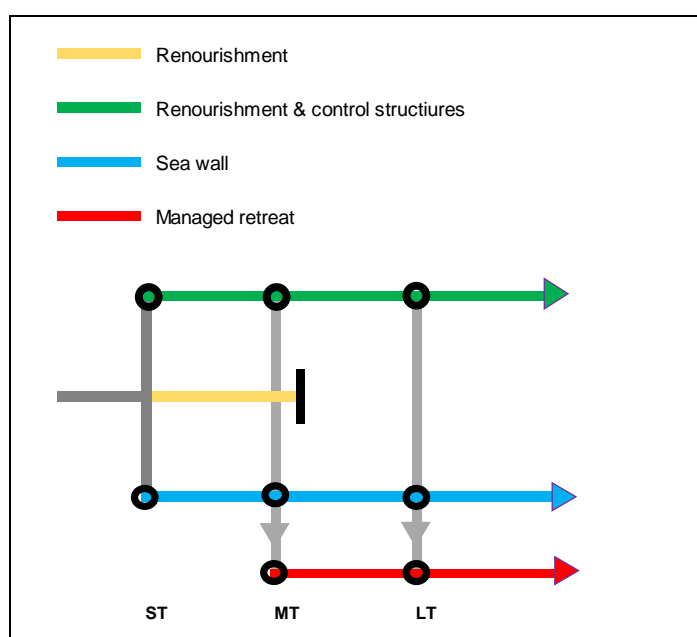 Renourishment
Renourishment & control structiures
Sea wall
Managed retreat
ST MT LT